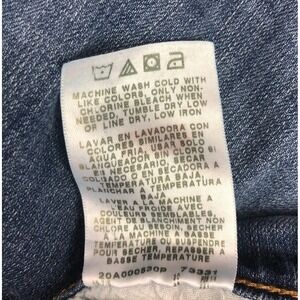 MACHINE WASH COLD WITH
LIKE COLORS, ONLY NON-
CHLORINE BLEACH WHEN
NEEDED, TUMBLE DRY LOW
OR LINE DRY, LOW IRON
LAVAR EN LAVADORA CON
COLORES SIMILARES EN
AGUA FRIA. USAR SOLO
BLANQUEADOR SIN CLORO SI
ES NECESARIO. SECAR
COLGADO O EN SECADORA A
TEMPERATURA BAJA.
PLANCHAR A TEMPERATURA
BAJA
LAVER A LA MACHINE A
L'EAU FROIDE AVEC
COULEURS SEMBLABLES.
AGENT DE BLANCHIMENT NON
CHLORE AU BESOIN, SECHER
A LA MACHINE A BASSE
TEMPERATURE OU SUSPENDRE
POUR SECHER, REPASSER A
BASSE TEMPERATURE